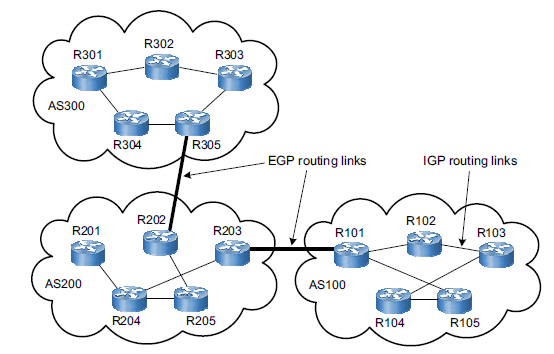 R302
R301
R303
AS300
R304
R305
EGP routing links
IGP routing links
R202
R201
R203
AS200
R204
R205
R102
R101
R103
AS100
R104
R105